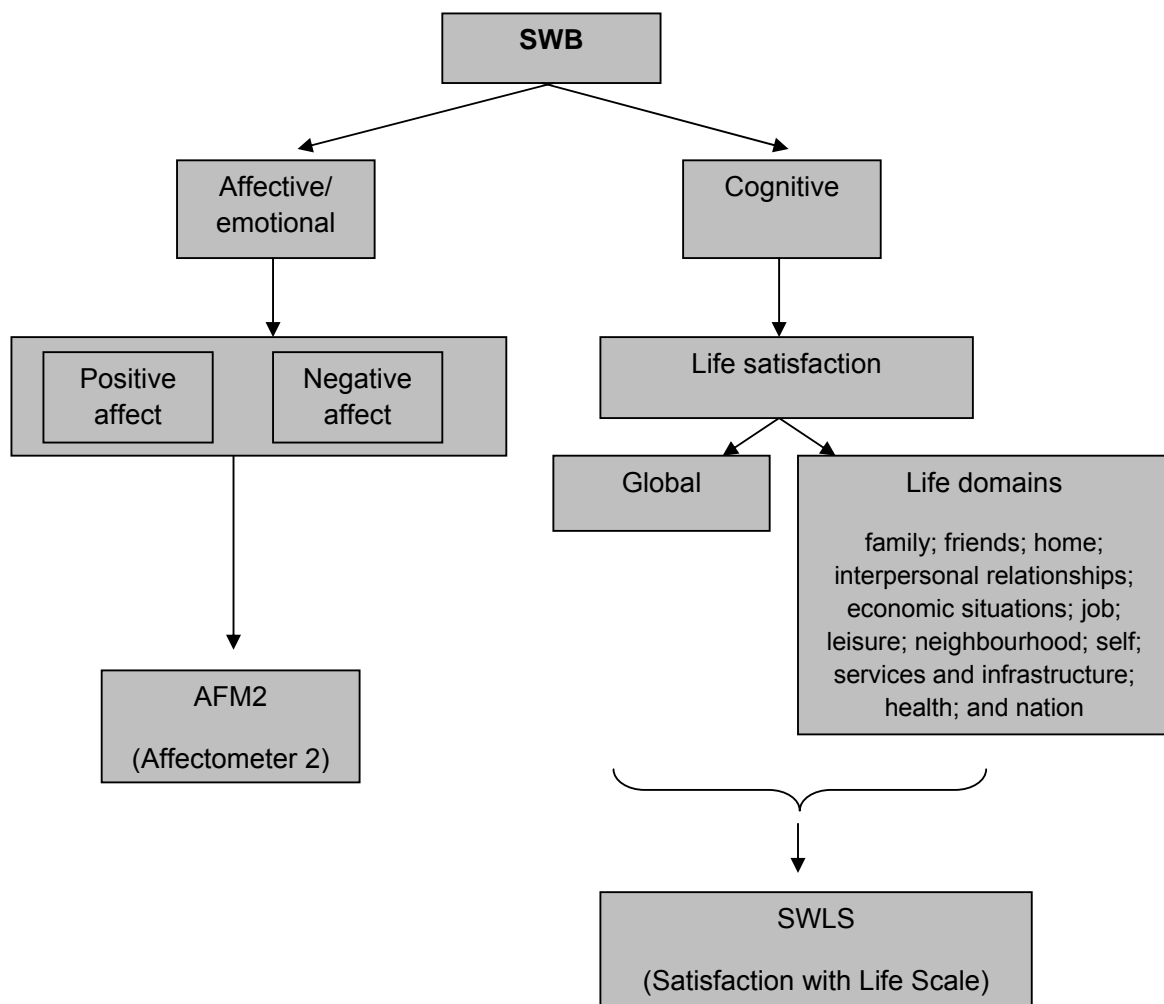 SWB
Affective/
emotional
Cognitive
Positive
affect
Negative
affect
Life satisfaction
Global
Life domains
family; friends; home;
interpersonal relationships;
economic situations; job;
leisure; neighbourhood; self;
services and infrastructure;
health; and nation
AFM2
(Affectometer 2)
SWLS
(Satisfaction with Life Scale)